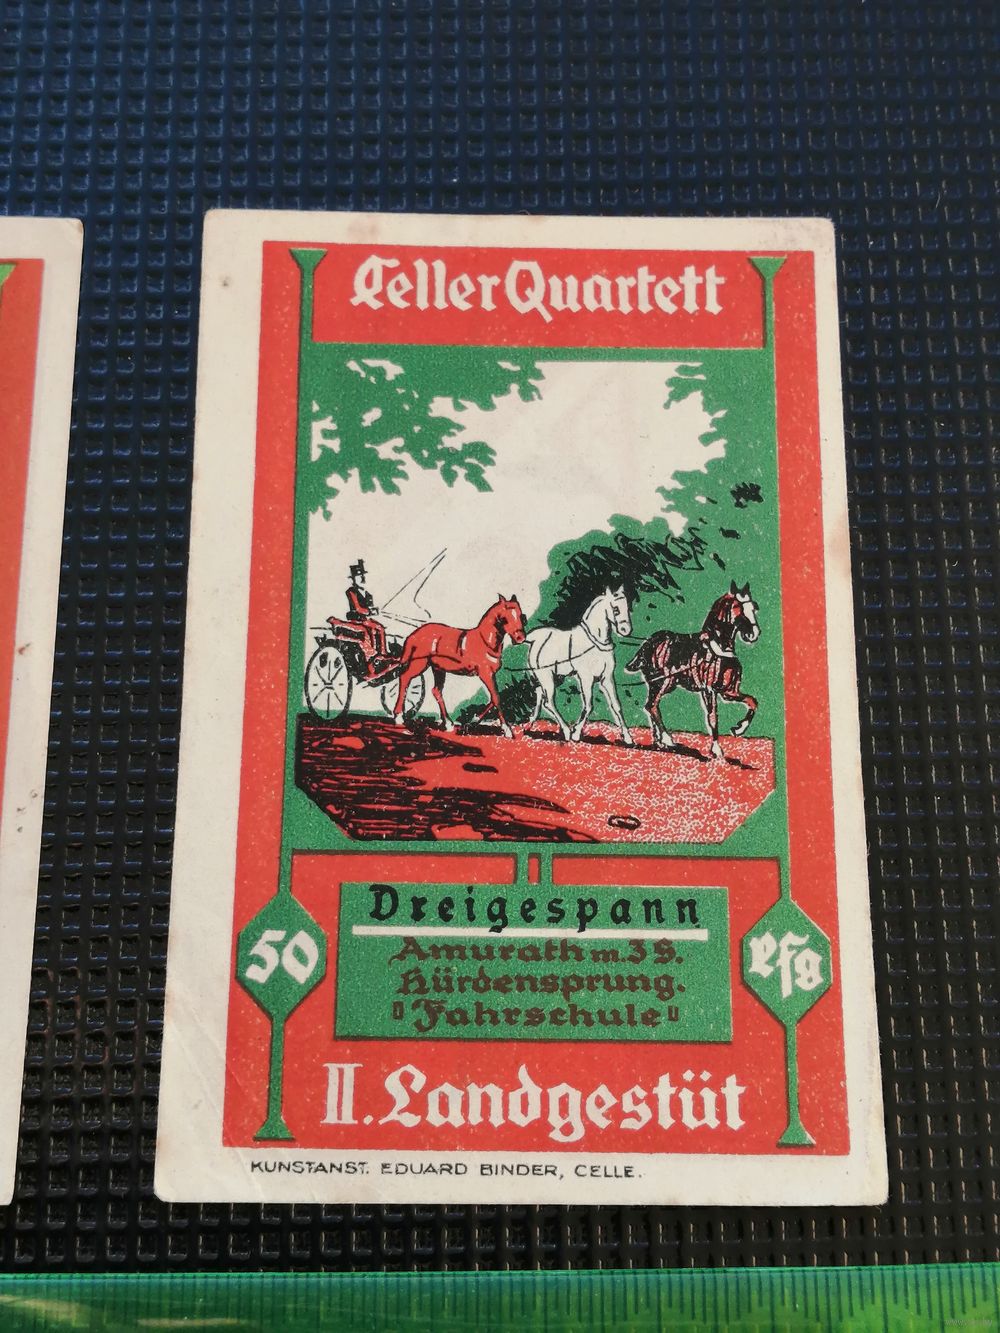 Celler Quartett
Dreigespann
Amurath m. 3 S.
Hürdensprung.
"Fahrschule"
50
Pfg
II. Landgestüt
KUNSTANST. EDUARD BINDER, CELLE.